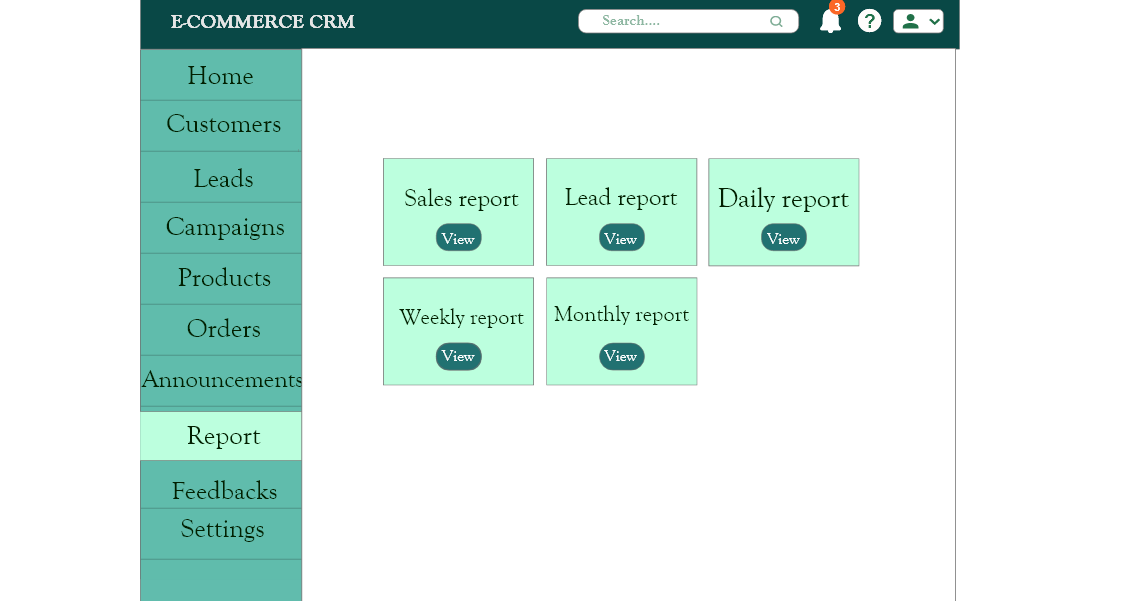 E-COMMERCE CRM
Search....
3
?
Home
Customers
Leads
Campaigns
Products
Orders
Announcements
Report
Feedbacks
Settings
Sales report
View
Lead report
View
Daily report
View
Weekly report
View
Monthly report
View